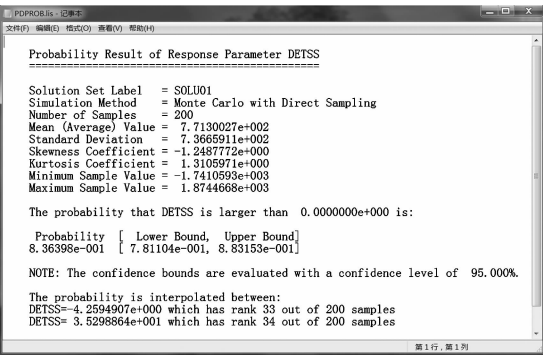 PDPROB.lis - 记事本
文件(F) 编辑(E) 格式(O) 查看(V) 帮助(H)
Probability Result of Response Parameter DETSS
==============================================
Solution Set Label = SOLU01
Simulation Method = Monte Carlo with Direct Sampling
Number of Samples = 200
Mean (Average) Value = 7.7130027e+002
Standard Deviation = 7.3665911e+002
Skewness Coefficient = -1.2487772e+000
Kurtosis Coefficient = 1.3105971e+000
Minimum Sample Value = -1.7410593e+003
Maximum Sample Value = 1.8744668e+003
The probability that DETSS is larger than 0.0000000e+000 is:
Probability [ Lower Bound, Upper Bound]
8.36398e-001 [ 7.81104e-001, 8.83153e-001]
NOTE: The confidence bounds are evaluated with a confidence level of 95.000%.
The probability is interpolated between:
DETSS=-4.2594907e+000 which has rank 33 out of 200 samples
DETSS= 3.5298864e+001 which has rank 34 out of 200 samples
第 1 行，第 1 列